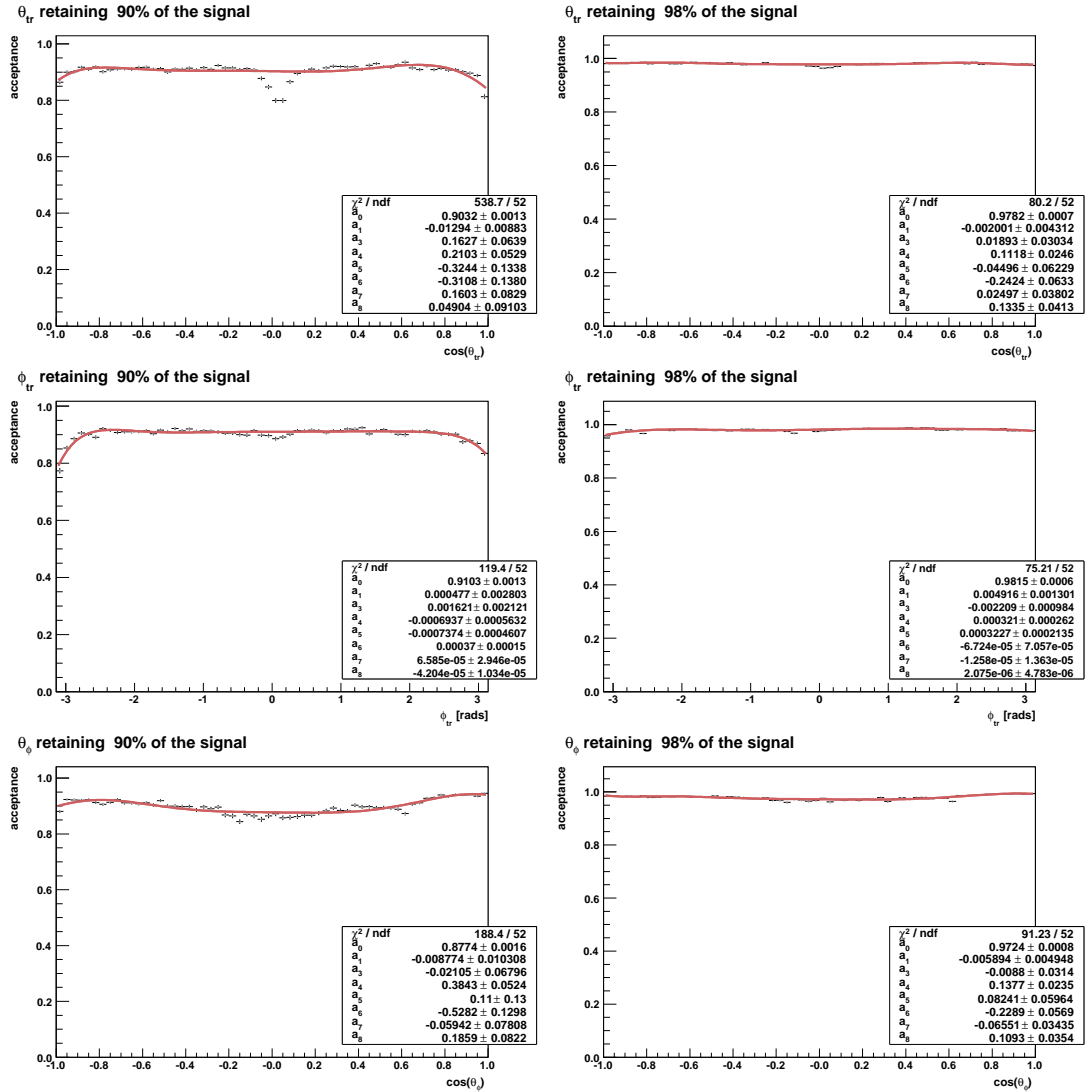 θtr retaining 90% of the signal
acceptance
1.0
0.8
0.6
0.4
0.2
0.0
χ² / ndf 538.7 / 52
a0 0.9032 ± 0.0013
a1 -0.01294 ± 0.00883
a3 0.1627 ± 0.0639
a4 0.2103 ± 0.0529
a5 -0.3244 ± 0.1338
a6 -0.3108 ± 0.1380
a7 0.1603 ± 0.0829
a8 0.04904 ± 0.09103
-1.0 -0.8 -0.6 -0.4 -0.2 -0.0 0.2 0.4 0.6 0.8 1.0
cos(θtr)
θtr retaining 98% of the signal
acceptance
1.0
0.8
0.6
0.4
0.2
0.0
χ² / ndf 80.2 / 52
a0 0.9782 ± 0.0007
a1 -0.002001 ± 0.004312
a3 0.01893 ± 0.03034
a4 0.1118 ± 0.0246
a5 -0.04496 ± 0.06229
a6 -0.2424 ± 0.0633
a7 0.02497 ± 0.03802
a8 0.1335 ± 0.0413
-1.0 -0.8 -0.6 -0.4 -0.2 -0.0 0.2 0.4 0.6 0.8 1.0
cos(θtr)
ϕtr retaining 90% of the signal
acceptance
1.0
0.8
0.6
0.4
0.2
0.0
χ² / ndf 119.4 / 52
a0 0.9103 ± 0.0013
a1 0.000477 ± 0.002803
a3 0.001621 ± 0.002121
a4 -0.0006937 ± 0.0005632
a5 -0.0007374 ± 0.0004607
a6 0.00037 ± 0.00015
a7 6.585e-05 ± 2.946e-05
a8 -4.204e-05 ± 1.034e-05
-3 -2 -1 0 1 2 3
ϕtr [rads]
ϕtr retaining 98% of the signal
acceptance
1.0
0.8
0.6
0.4
0.2
0.0
χ² / ndf 75.21 / 52
a0 0.9815 ± 0.0006
a1 0.004916 ± 0.001301
a3 -0.002209 ± 0.000984
a4 0.000321 ± 0.000262
a5 0.0003227 ± 0.0002135
a6 -6.724e-05 ± 7.057e-05
a7 -1.258e-05 ± 1.363e-05
a8 2.075e-06 ± 4.783e-06
-3 -2 -1 0 1 2 3
ϕtr [rads]
θϕ retaining 90% of the signal
acceptance
1.0
0.8
0.6
0.4
0.2
0.0
χ² / ndf 188.4 / 52
a0 0.8774 ± 0.0016
a1 -0.008774 ± 0.010308
a3 -0.02105 ± 0.06796
a4 0.3843 ± 0.0524
a5 0.11 ± 0.13
a6 -0.5282 ± 0.1298
a7 -0.05942 ± 0.07808
a8 0.1859 ± 0.0822
-1.0 -0.8 -0.6 -0.4 -0.2 -0.0 0.2 0.4 0.6 0.8 1.0
cos(θϕ)
θϕ retaining 98% of the signal
acceptance
1.0
0.8
0.6
0.4
0.2
0.0
χ² / ndf 91.23 / 52
a0 0.9724 ± 0.0008
a1 -0.005894 ± 0.004948
a3 -0.0088 ± 0.0314
a4 0.1377 ± 0.0235
a5 0.08241 ± 0.05964
a6 -0.2289 ± 0.0569
a7 -0.06551 ± 0.03435
a8 0.1093 ± 0.0354
-1.0 -0.8 -0.6 -0.4 -0.2 -0.0 0.2 0.4 0.6 0.8 1.0
cos(θϕ)